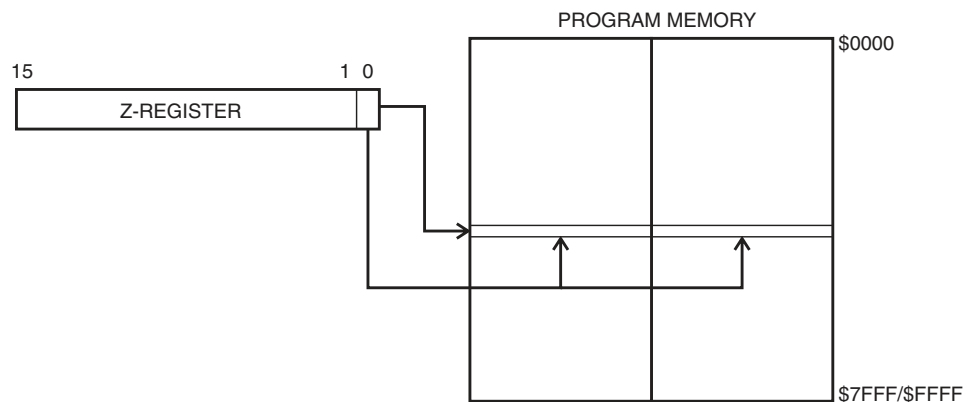 PROGRAM MEMORY
$0000
15 1 0
Z-REGISTER
$7FFF/$FFFF